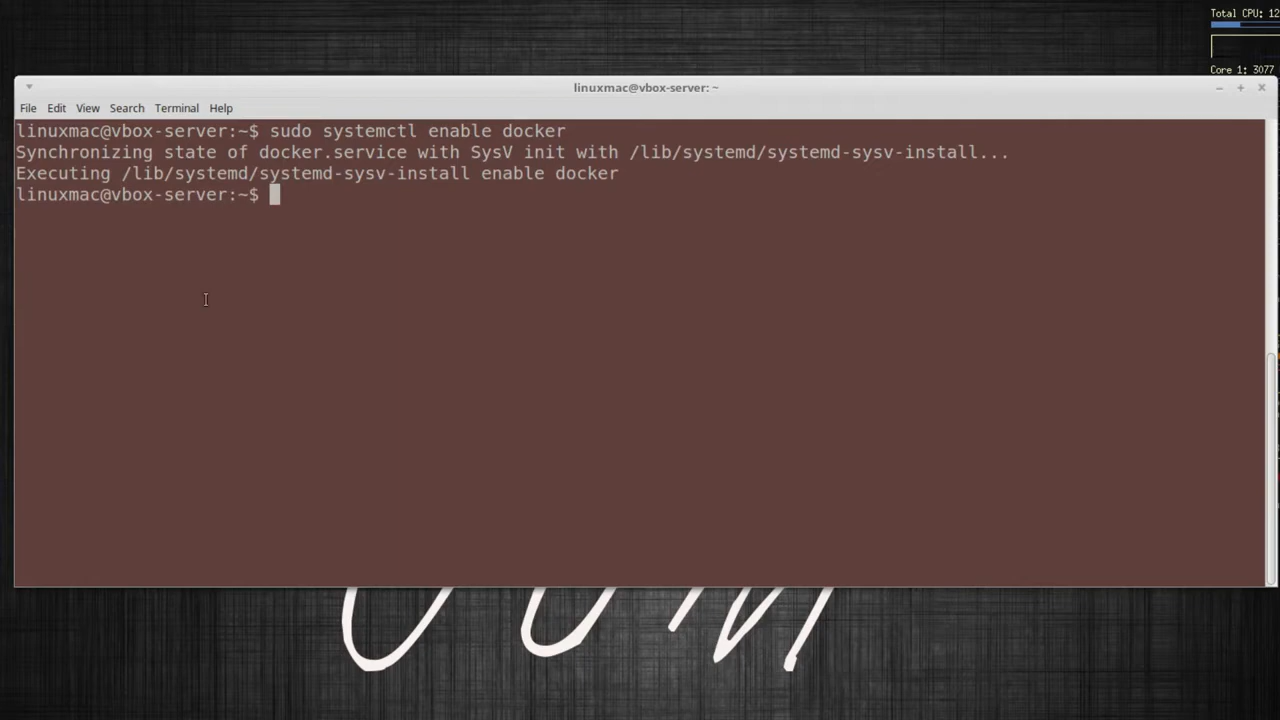 Total CPU: 12
Core 1: 3077
linuxmac@vbox-server: ~
File Edit View Search Terminal Help
linuxmac@vbox-server:~$ sudo systemctl enable docker
Synchronizing state of docker.service with SysV init with /lib/systemd/systemd-sysv-install...
Executing /lib/systemd/systemd-sysv-install enable docker
linuxmac@vbox-server:~$